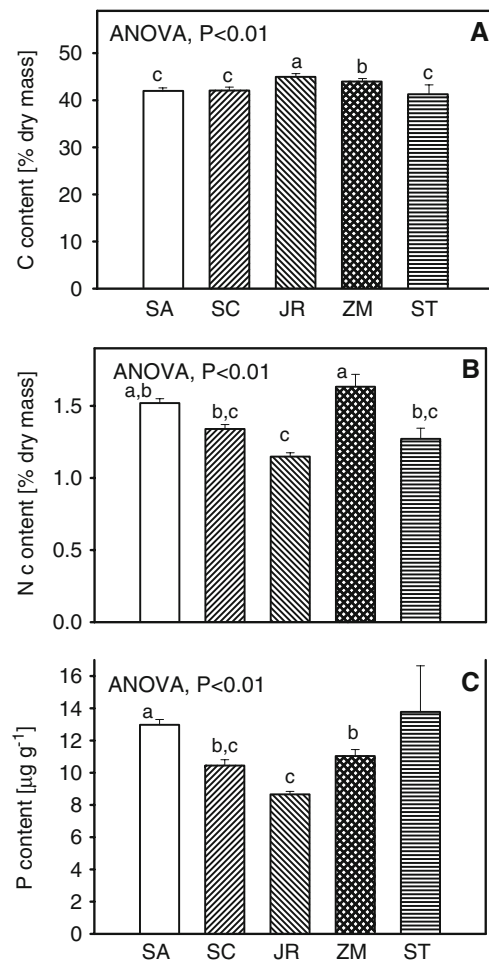 ANOVA, P<0.01
A
c c a b c
60
50
40
30
20
10
0
C content [% dry mass]
SA SC JR ZM ST
ANOVA, P<0.01
B
a,b b,c c a b,c
1.5
1.0
0.5
0.0
N c ontent [% dry mass]
ANOVA, P<0.01
C
a b,c c b
16
14
12
10
8
6
4
2
0
P content [µg g-1]
SA SC JR ZM ST